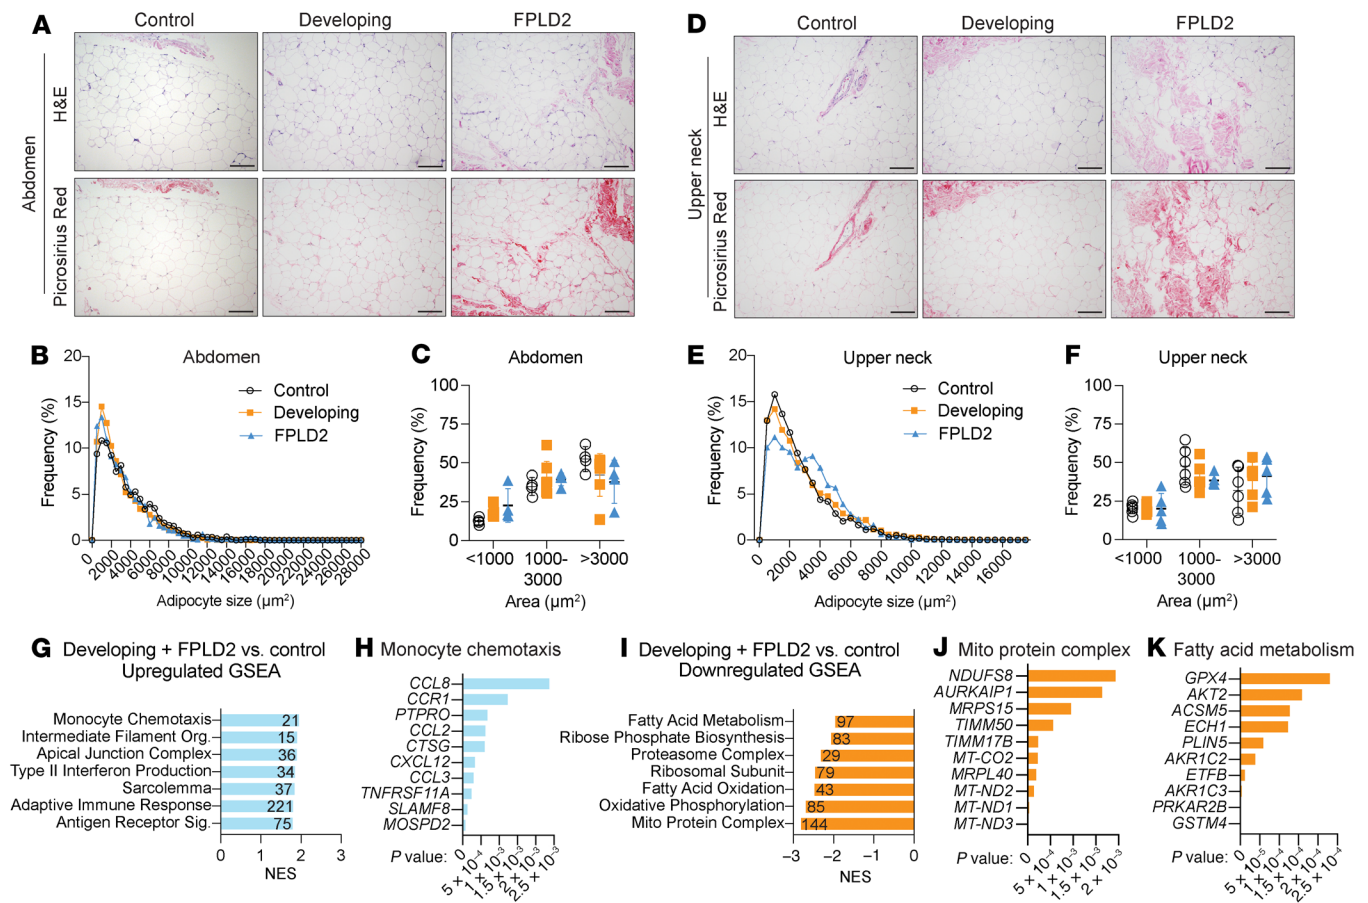 A
Control
Developing
FPLD2
Abdomen
H&E
Picrosirius Red
D
Control
Developing
FPLD2
Upper neck
H&E
Picrosirius Red
B
Abdomen
Frequency (%)
20
15
10
5
0
Control
Developing
FPLD2
0
2000
4000
6000
8000
10000
12000
14000
16000
18000
20000
22000
24000
26000
28000
Adipocyte size (µm²)
C
Abdomen
Frequency (%)
100
75
50
25
0
<1000
1000-
3000
>3000
Area (µm²)
E
Upper neck
Frequency (%)
20
15
10
5
0
Control
Developing
FPLD2
0
2000
4000
6000
8000
10000
12000
14000
16000
Adipocyte size (µm²)
F
Upper neck
Frequency (%)
100
75
50
25
0
<1000
1000-
3000
>3000
Area (µm²)
G
Developing + FPLD2 vs. control
Upregulated GSEA
Monocyte Chemotaxis 21
Intermediate Filament Org. 15
Apical Junction Complex 36
Type II Interferon Production 34
Sarcolemma 37
Adaptive Immune Response 221
Antigen Receptor Sig. 75
0 1 2 3
NES
H
Monocyte chemotaxis
CCL8
CCR1
PTPRO
CCL2
CTSG
CXCL12
CCL3
TNFRSF11A
SLAMF8
MOSPD2
P value:
0
5 × 10⁻⁴
1 × 10⁻³
1.5 × 10⁻³
2 × 10⁻³
2.5 × 10⁻³
I
Developing + FPLD2 vs. control
Downregulated GSEA
Fatty Acid Metabolism 97
Ribose Phosphate Biosynthesis 83
Proteasome Complex 29
Ribosomal Subunit 79
Fatty Acid Oxidation 43
Oxidative Phosphorylation 85
Mito Protein Complex 144
−3 −2 −1 0
NES
J
Mito protein complex
NDUFS8
AURKAIP1
MRPS15
TIMM50
TIMM17B
MT-CO2
MRPL40
MT-ND2
MT-ND1
MT-ND3
P value:
0
5 × 10⁻⁴
1 × 10⁻³
1.5 × 10⁻³
2 × 10⁻³
K
Fatty acid metabolism
GPX4
AKT2
ACSM5
ECH1
PLIN5
AKR1C2
ETFB
AKR1C3
PRKAR2B
GSTM4
P value:
0
5 × 10⁻⁵
1 × 10⁻⁴
1.5 × 10⁻⁴
2 × 10⁻⁴
2.5 × 10⁻⁴